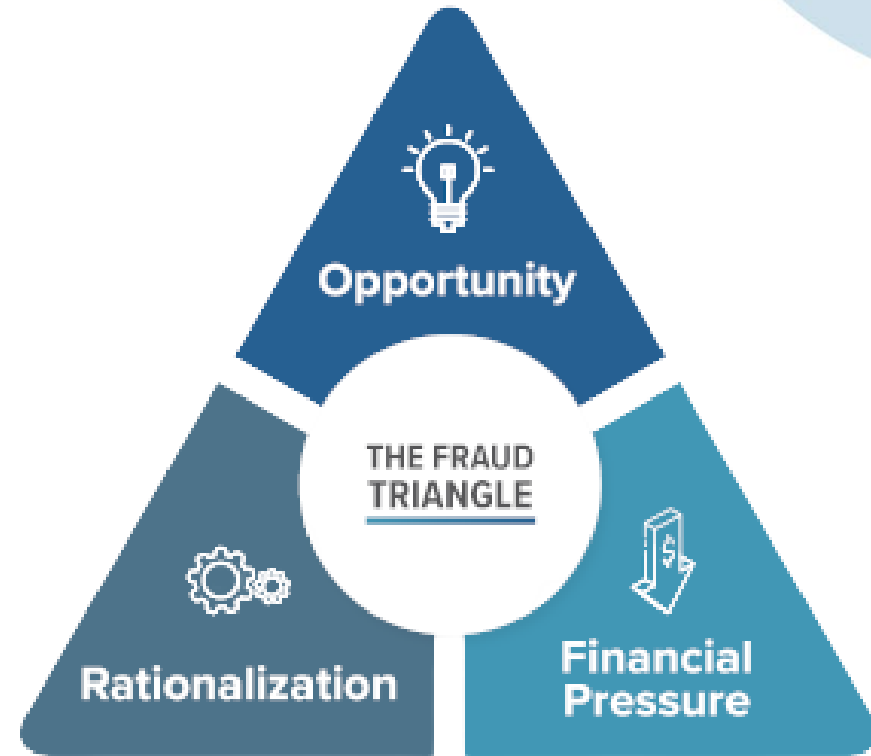 Opportunity
THE FRAUD
TRIANGLE
$
Rationalization
Financial
Pressure